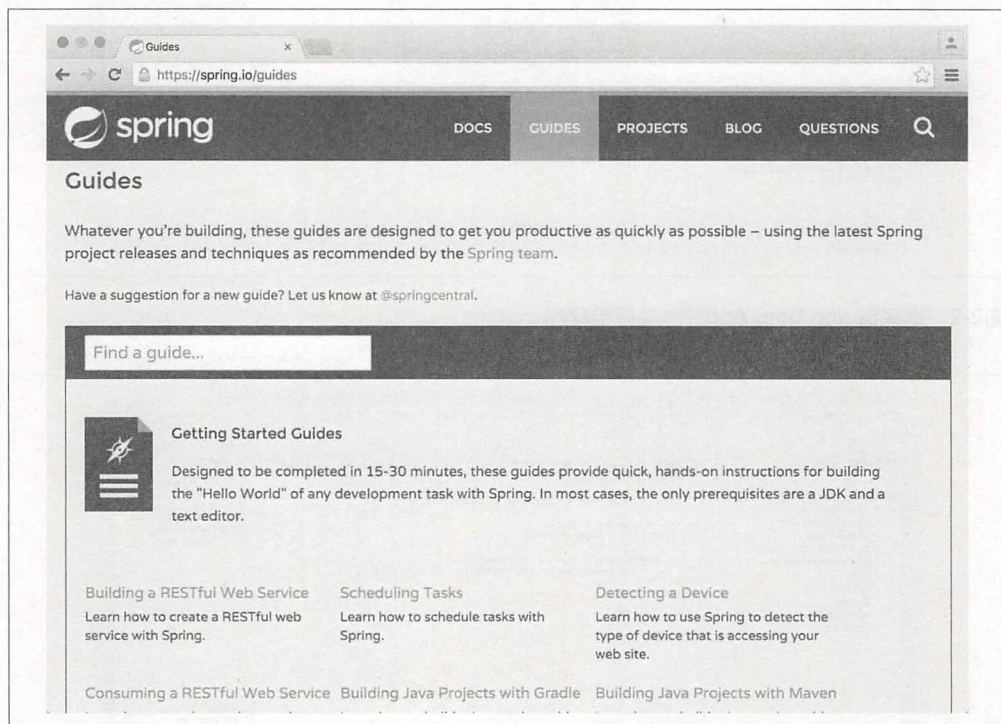 Guides
https://spring.io/guides
spring DOCS GUIDES PROJECTS BLOG QUESTIONS
Guides
Whatever you're building, these guides are designed to get you productive as quickly as possible – using the latest Spring
project releases and techniques as recommended by the Spring team.
Have a suggestion for a new guide? Let us know at @springcentral.
Find a guide...
Getting Started Guides
Designed to be completed in 15-30 minutes, these guides provide quick, hands-on instructions for building
the "Hello World" of any development task with Spring. In most cases, the only prerequisites are a JDK and a
text editor.
Building a RESTful Web Service
Learn how to create a RESTful web
service with Spring.
Scheduling Tasks
Learn how to schedule tasks with
Spring.
Detecting a Device
Learn how to use Spring to detect the
type of device that is accessing your
web site.
Consuming a RESTful Web Service
Building Java Projects with Gradle
Building Java Projects with Maven